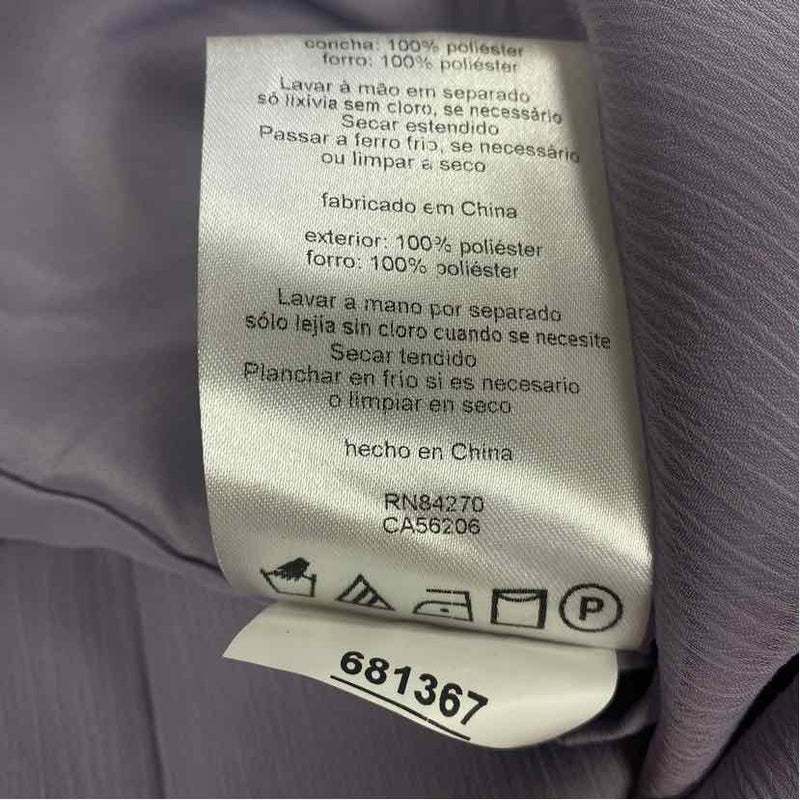 concha: 100% poliéster
forro: 100% poliéster
Lavar à mão em separado
só lixivia sem cloro, se necessário
Secar estendido
Passar a ferro frio, se necessário
ou limpar a seco
fabricado em China
exterior: 100% poliéster
forro: 100% poliéster
Lavar a mano por separado
sólo lejia sin cloro cuando se necesite
Secar tendido
Planchar en frio si es necesario
o limpiar en seco
hecho en China
RN84270
CA56206
P
681367